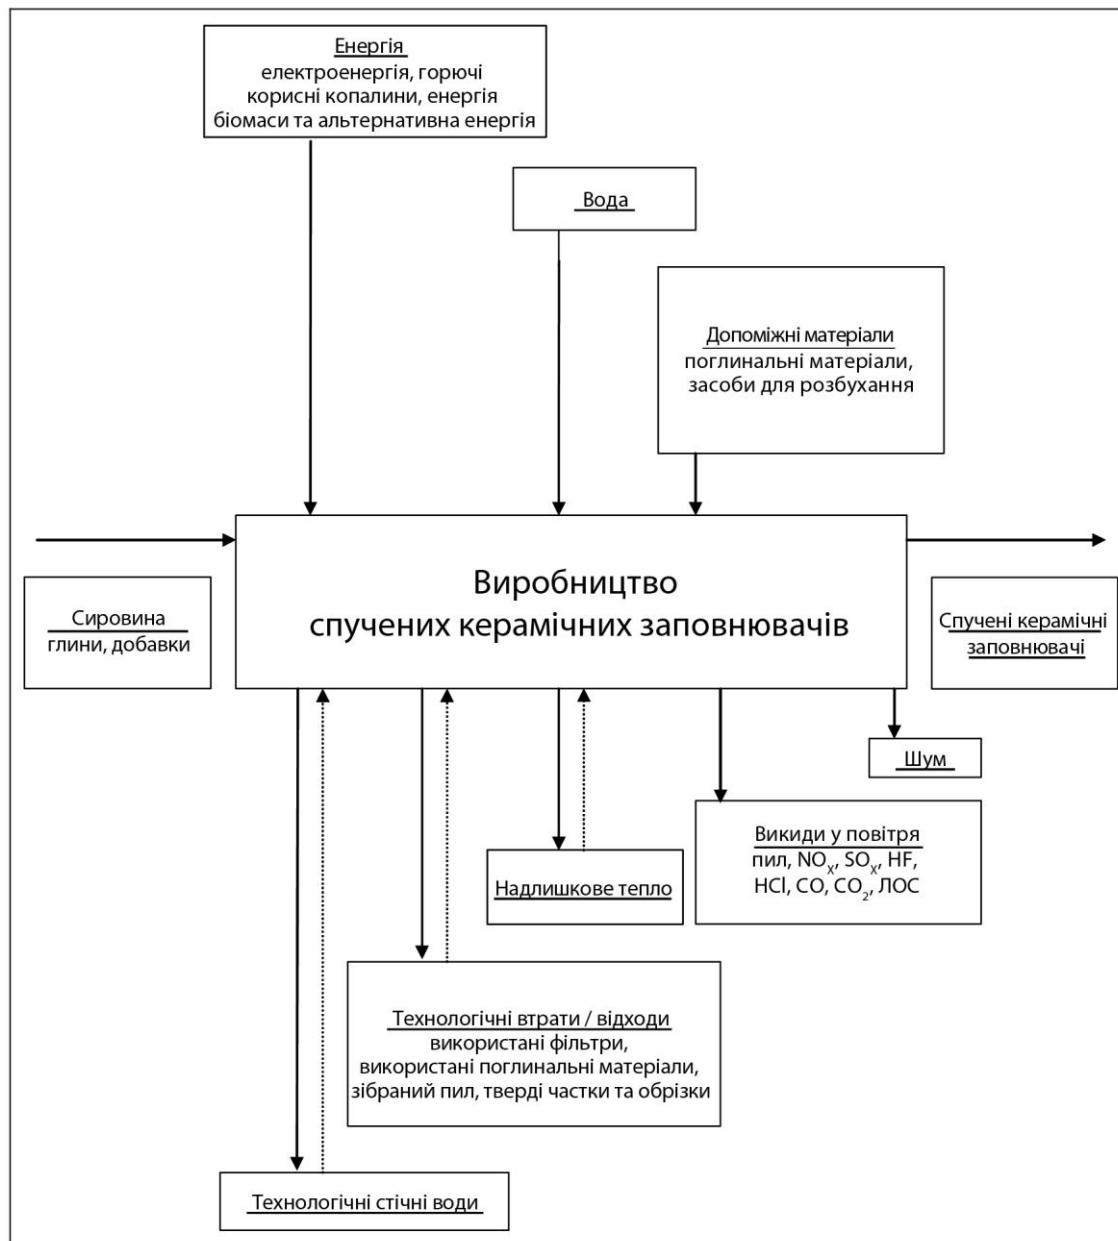 Енергія
електроенергія, горючі
корисні копалини, енергія
біомаси та альтернативна енергія
Вода
Допоміжні матеріали
поглинальні матеріали,
засоби для розбухання
Сировина
глини, добавки
Виробництво
спучених керамічних заповнювачів
Спучені керамічні
заповнювачі
Шум
Викиди у повітря
пил, NOₓ, SOₓ, HF,
HCl, CO, CO₂, ЛОС
Надлишкове тепло
Технологічні втрати / відходи
використані фільтри,
використані поглинальні матеріали,
зібраний пил, тверді частки та обрізки
Технологічні стічні води